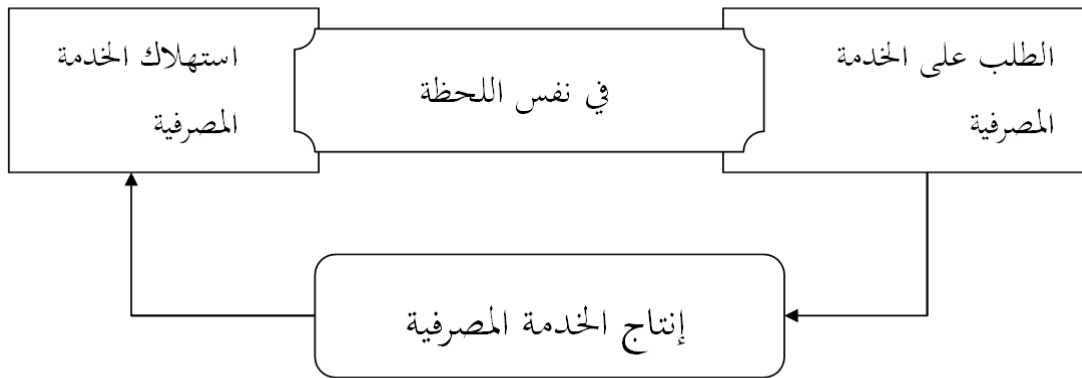 الطلب على الخدمة
المصرفية
في نفس اللحظة
استهلاك الخدمة
المصرفية
إنتاج الخدمة المصرفية